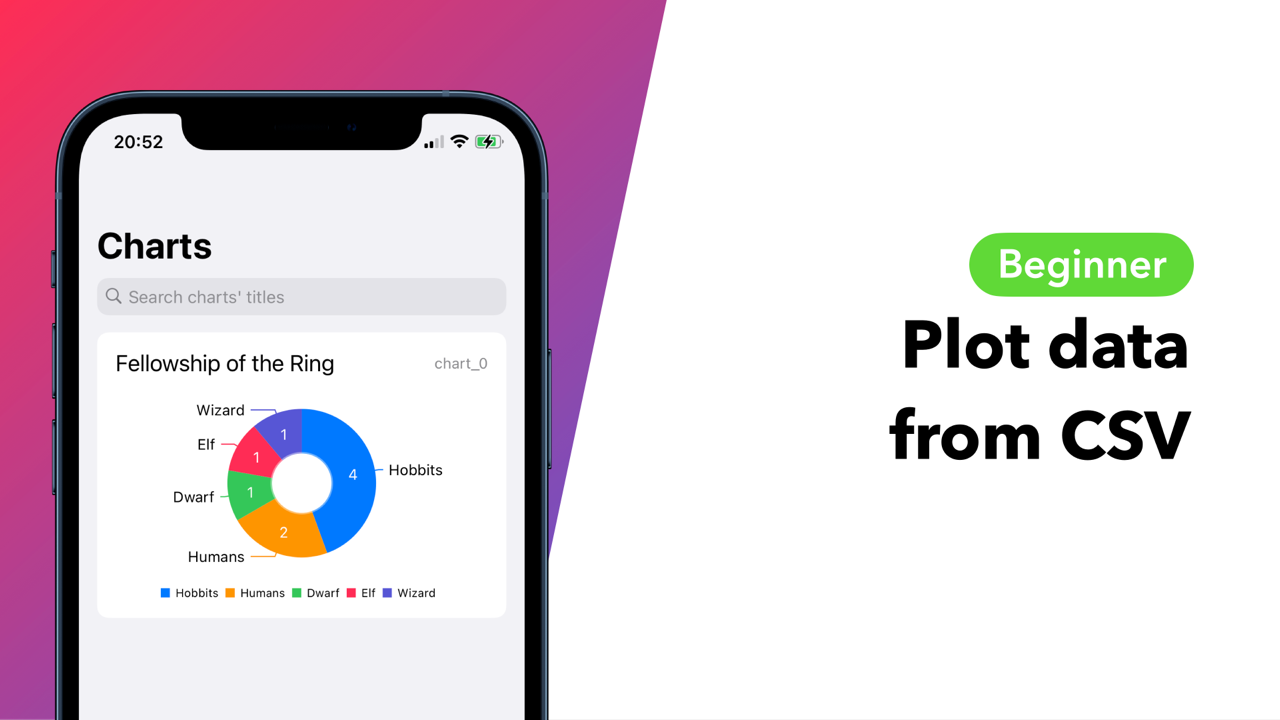 20:52
Charts
Search charts' titles
Fellowship of the Ring
chart_0
Wizard
1
Elf
1
4
Hobbits
Dwarf
1
2
Humans
Hobbits Humans Dwarf Elf Wizard
Beginner
Plot data
from CSV